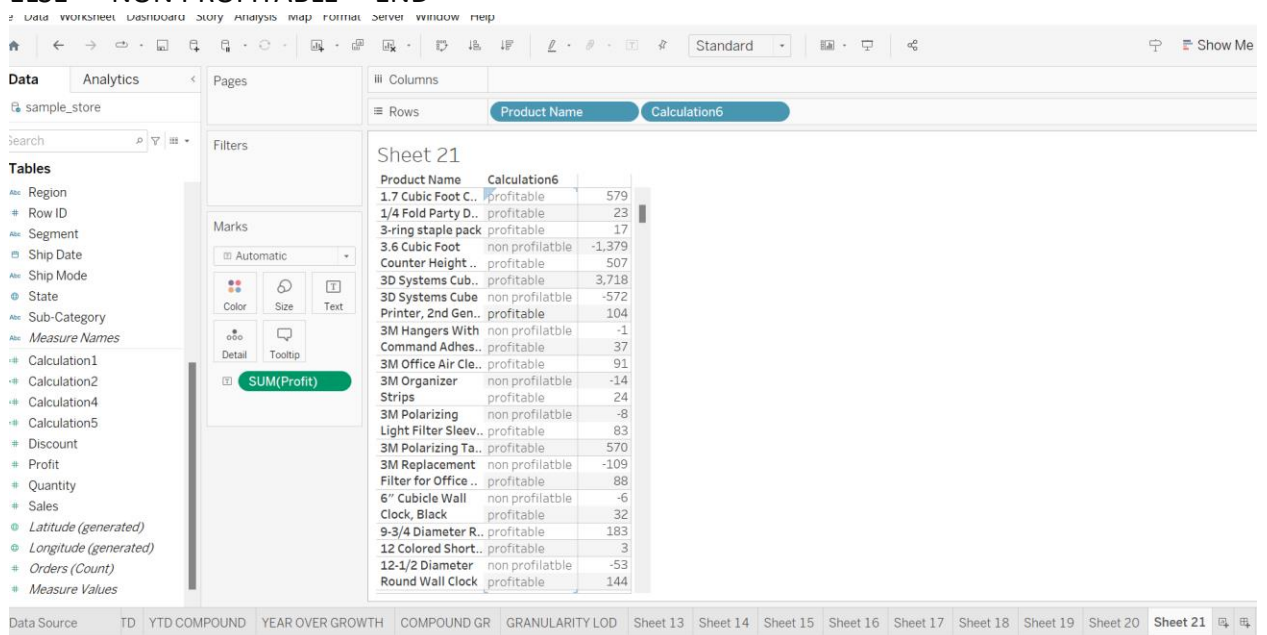 ELSE " NON PROFITABLE " END
Data Worksheet Dashboard Story Analysis Map Format Server Window Help
Standard
Show Me
Data Analytics
Pages
Columns
sample_store
Rows Product Name Calculation6
Search
Filters
Sheet 21
Tables
Product Name Calculation6
Abc Region
1.7 Cubic Foot C.. profitable 579
# Row ID
1/4 Fold Party D.. profitable 23
Abc Segment
Marks
3-ring staple pack profitable 17
Ship Date
Automatic
3.6 Cubic Foot non profilatble -1,379
Abc Ship Mode
Counter Height .. profitable 507
State
3D Systems Cub.. profitable 3,718
Color Size Text
3D Systems Cube non profilatble -572
Abc Sub-Category
Printer, 2nd Gen.. profitable 104
Abc Measure Names
3M Hangers With non profilatble -1
Detail Tooltip
Command Adhes.. profitable 37
Calculation1
3M Office Air Cle.. profitable 91
Calculation2
SUM(Profit)
3M Organizer non profilatble -14
Calculation4
Strips profitable 24
Calculation5
3M Polarizing non profilatble -8
# Discount
Light Filter Sleev.. profitable 83
# Profit
3M Polarizing Ta.. profitable 570
# Quantity
3M Replacement non profilatble -109
# Sales
Filter for Office .. profitable 88
Latitude (generated)
6" Cubicle Wall non profilatble -6
Clock, Black profitable 32
Longitude (generated)
9-3/4 Diameter R.. profitable 183
# Orders (Count)
12 Colored Short.. profitable 3
# Measure Values
12-1/2 Diameter non profilatble -53
Round Wall Clock profitable 144
Data Source TD YTD COMPOUND YEAR OVER GROWTH COMPOUND GR GRANULARITY LOD Sheet 13 Sheet 14 Sheet 15 Sheet 16 Sheet 17 Sheet 18 Sheet 19 Sheet 20 Sheet 21